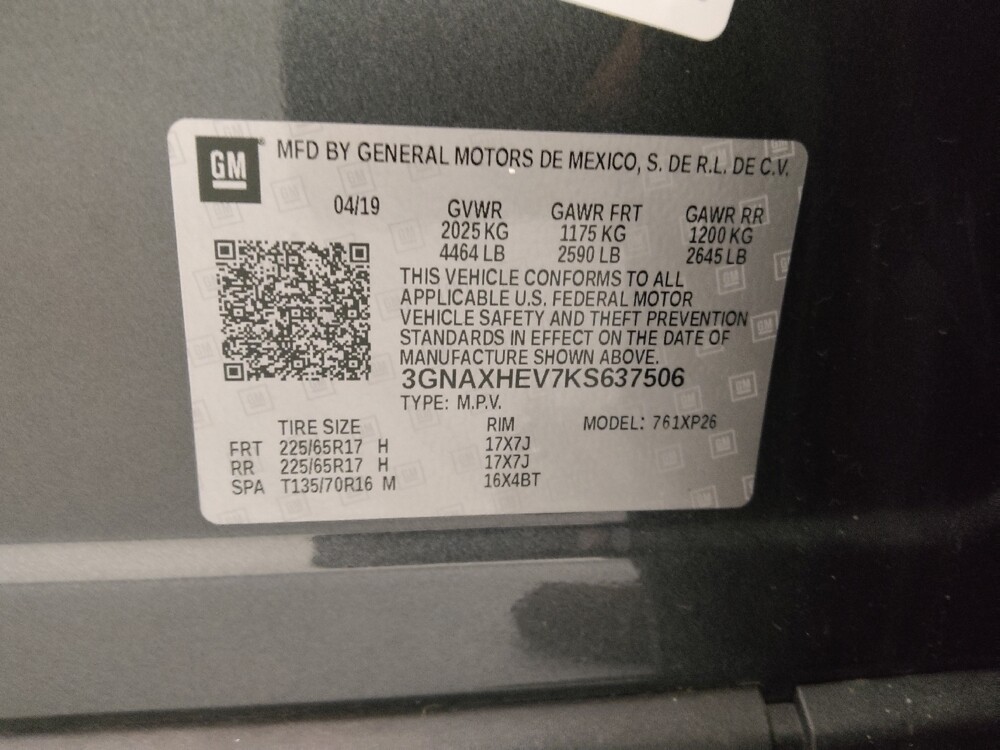 GM
MFD BY GENERAL MOTORS DE MEXICO, S. DE R.L. DE C.V.
04/19 GVWR GAWR FRT GAWR RR
2025 KG 1175 KG 1200 KG
4464 LB 2590 LB 2645 LB
THIS VEHICLE CONFORMS TO ALL
APPLICABLE U.S. FEDERAL MOTOR
VEHICLE SAFETY AND THEFT PREVENTION
STANDARDS IN EFFECT ON THE DATE OF
MANUFACTURE SHOWN ABOVE.
3GNAXHEV7KS637506
TYPE: M.P.V.
TIRE SIZE RIM MODEL: 761XP26
FRT 225/65R17 H 17X7J
RR 225/65R17 H 17X7J
SPA T135/70R16 M 16X4BT